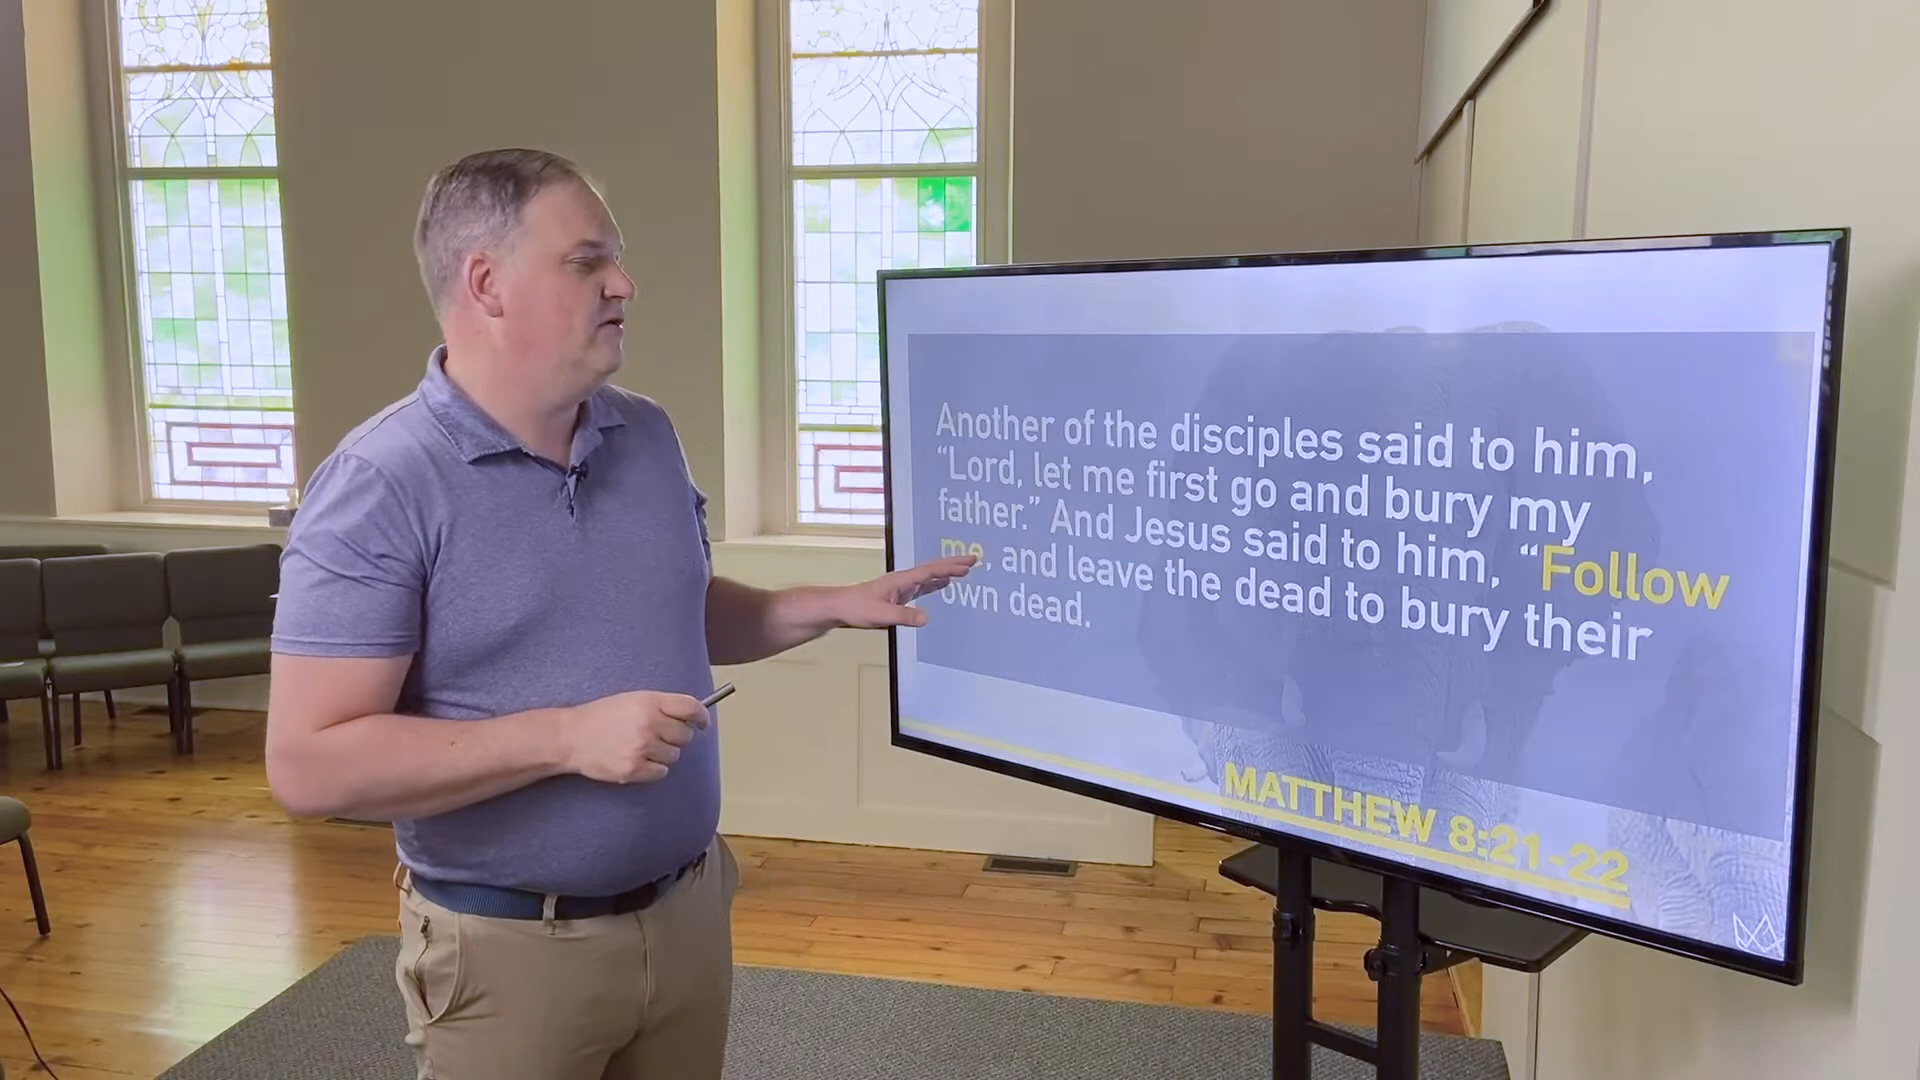 Another of the disciples said to him,
“Lord, let me first go and bury my
father.” And Jesus said to him, “Follow
me, and leave the dead to bury their
own dead.
MATTHEW 8:21-22